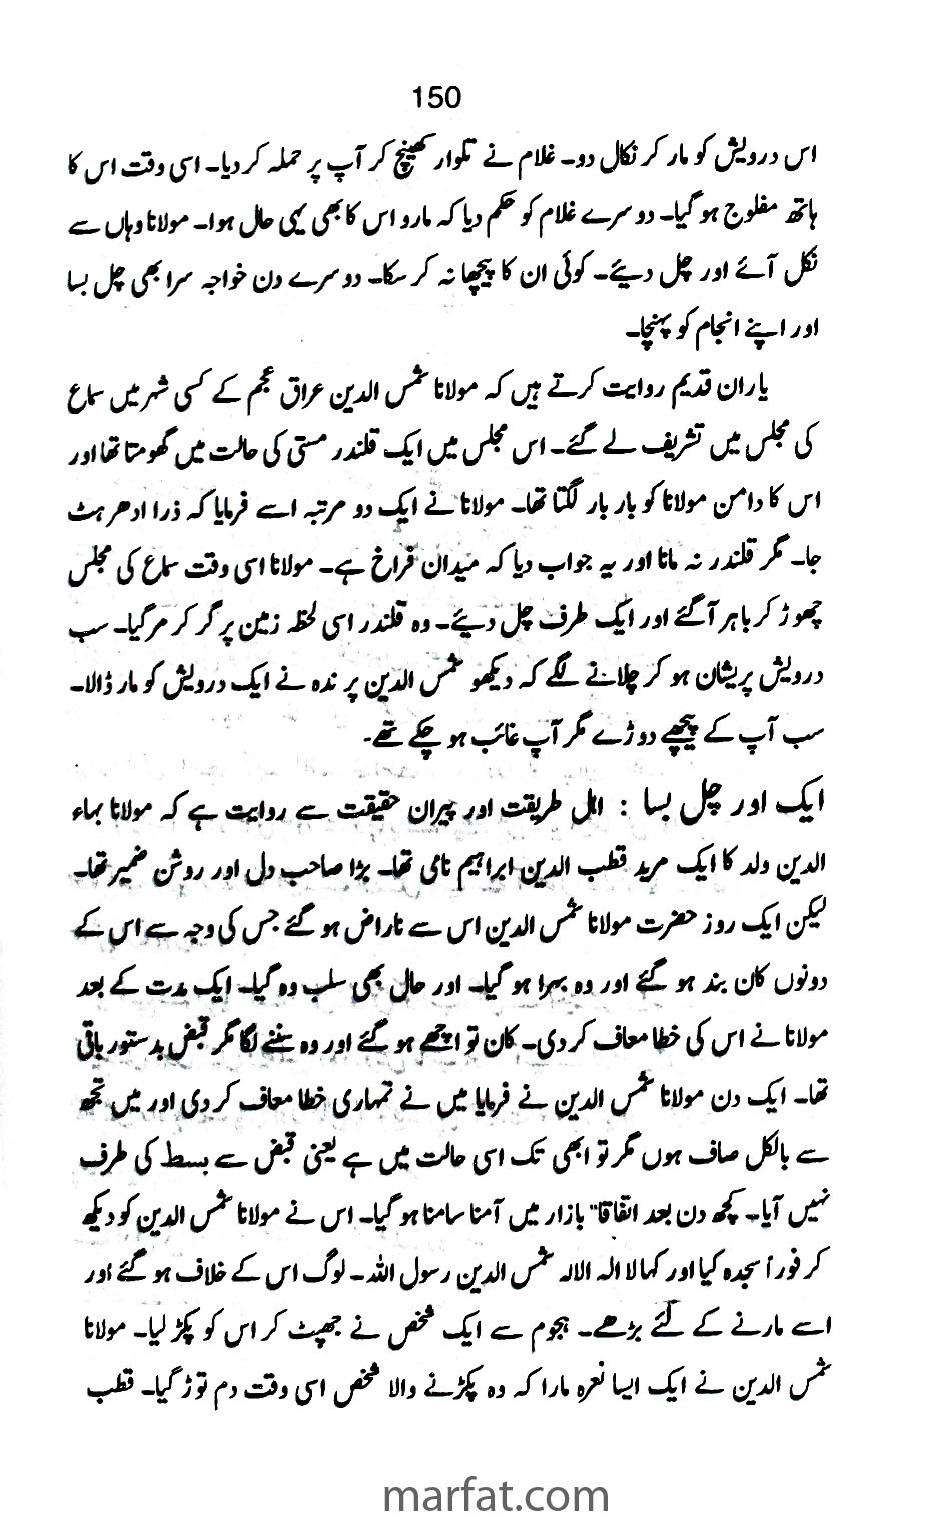 150
اس درویش کو مار کر نکال دو۔ غلام نے تلوار کھینچ کر آپ پر حملہ کر دیا۔ اسی وقت اس کا
ہاتھ مفلوج ہو گیا۔ دوسرے غلام کو حکم دیا کہ مارو اس کا بھی یہی حال ہوا۔ مولانا وہاں سے
نکل آئے اور چل دیئے۔ کوئی ان کا پیچھا نہ کر سکا۔ دوسرے دن خواجہ سرا بھی چل بسا
اور اپنے انجام کو پہنچا۔
یاران قدیم روایت کرتے ہیں کہ مولانا شمس الدین عراق عجم کے کسی شہر میں سماع
کی مجلس میں تشریف لے گئے۔ اس مجلس میں ایک قلندر مستی کی حالت میں گھومتا تھا اور
اس کا دامن مولانا کو بار بار لگتا تھا۔ مولانا نے ایک دو مرتبہ اسے فرمایا کہ ذرا ادھر ہٹ
جا۔ مگر قلندر نہ مانا اور یہ جواب دیا کہ میدان فراخ ہے۔ مولانا اسی وقت سماع کی مجلس
چھوڑ کر باہر آ گئے اور ایک طرف چل دیئے۔ وہ قلندر اسی لحظہ زمین پر گر کر مر گیا۔ سب
درویش پریشان ہو کر چلانے لگے کہ دیکھو شمس الدین پرندہ نے ایک درویش کو مار ڈالا۔
سب آپ کے پیچھے دوڑے مگر آپ غائب ہو چکے تھے۔
ایک اور چل بسا : اہل طریقت اور پیران حقیقت سے روایت ہے کہ مولانا بہاء
الدین ولد کا ایک مرید قطب الدین ابراہیم نامی تھا۔ بڑا صاحب دل اور روشن ضمیر تھا۔
لیکن ایک روز حضرت مولانا شمس الدین اس سے ناراض ہو گئے جس کی وجہ سے اس کے
دونوں کان بند ہو گئے اور وہ بہرا ہو گیا۔ اور حال بھی سلب وہ گیا۔ ایک مدت کے بعد
مولانا نے اس کی خطا معاف کر دی۔ کان تو اچھے ہو گئے اور وہ سننے لگا مگر قبض بدستور باقی
تھا۔ ایک دن مولانا شمس الدین نے فرمایا میں نے تمہاری خطا معاف کر دی اور میں تجھ
سے بالکل صاف ہوں مگر تو ابھی تک اسی حالت میں ہے یعنی قبض سے بسط کی طرف
نہیں آیا۔ کچھ دن بعد اتفاقا" بازار میں آمنا سامنا ہو گیا۔ اس نے مولانا شمس الدین کو دیکھ
کر فوراً سجدہ کیا اور کہا لا الہ الا لہ شمس الدین رسول اللہ۔ لوگ اس کے خلاف ہو گئے اور
اسے مارنے کے لئے بڑھے۔ ہجوم سے ایک شخص نے جھپٹ کر اس کو پکڑ لیا۔ مولانا
شمس الدین نے ایک ایسا نعرہ مارا کہ وہ پکڑنے والا شخص اسی وقت دم توڑ گیا۔ قطب
marfat.com